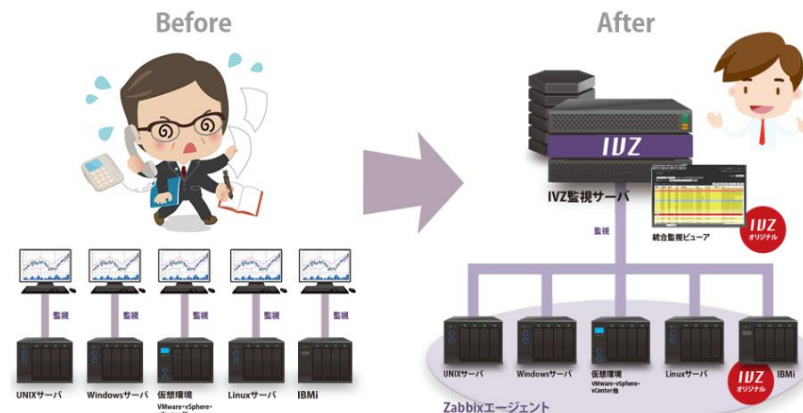 Before
After
IVZ
IVZ監視サーバ
統合監視ビューア
IVZ
オリジナル
監視
監視
監視
監視
監視
監視
UNIXサーバ
Windowsサーバ
仮想環境
VMware・vSphere・
Linuxサーバ
IBMi
UNIXサーバ
Windowsサーバ
仮想環境
VMware・vSphere・
vCenter他
Linuxサーバ
IBMi
IVZ
オリジナル
Zabbixエージェント